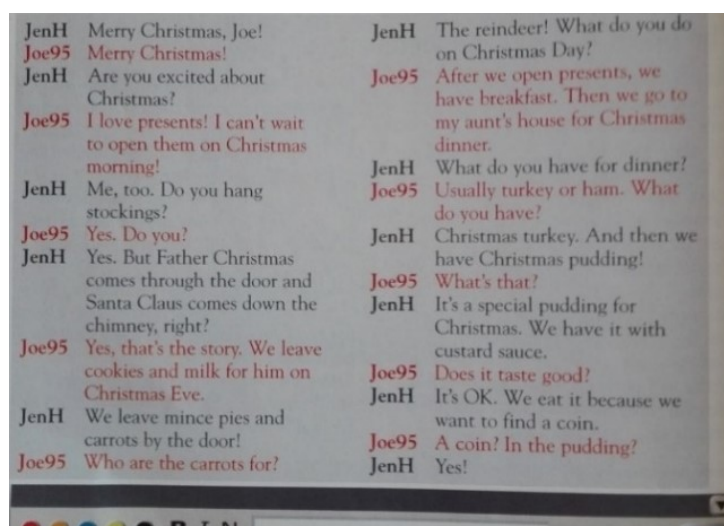 JenH Merry Christmas, Joe!
Joe95 Merry Christmas!
JenH Are you excited about
Christmas?
Joe95 I love presents! I can't wait
to open them on Christmas
morning!
JenH Me, too. Do you hang
stockings?
Joe95 Yes. Do you?
JenH Yes. But Father Christmas
comes through the door and
Santa Claus comes down the
chimney, right?
Joe95 Yes, that's the story. We leave
cookies and milk for him on
Christmas Eve.
JenH We leave mince pies and
carrots by the door!
Joe95 Who are the carrots for?
JenH The reindeer! What do you do
on Christmas Day?
Joe95 After we open presents, we
have breakfast. Then we go to
my aunt's house for Christmas
dinner.
JenH What do you have for dinner?
Joe95 Usually turkey or ham. What
do you have?
JenH Christmas turkey. And then we
have Christmas pudding!
Joe95 What's that?
JenH It's a special pudding for
Christmas. We have it with
custard sauce.
Joe95 Does it taste good?
JenH It's OK. We eat it because we
want to find a coin.
Joe95 A coin? In the pudding?
JenH Yes!
B I N